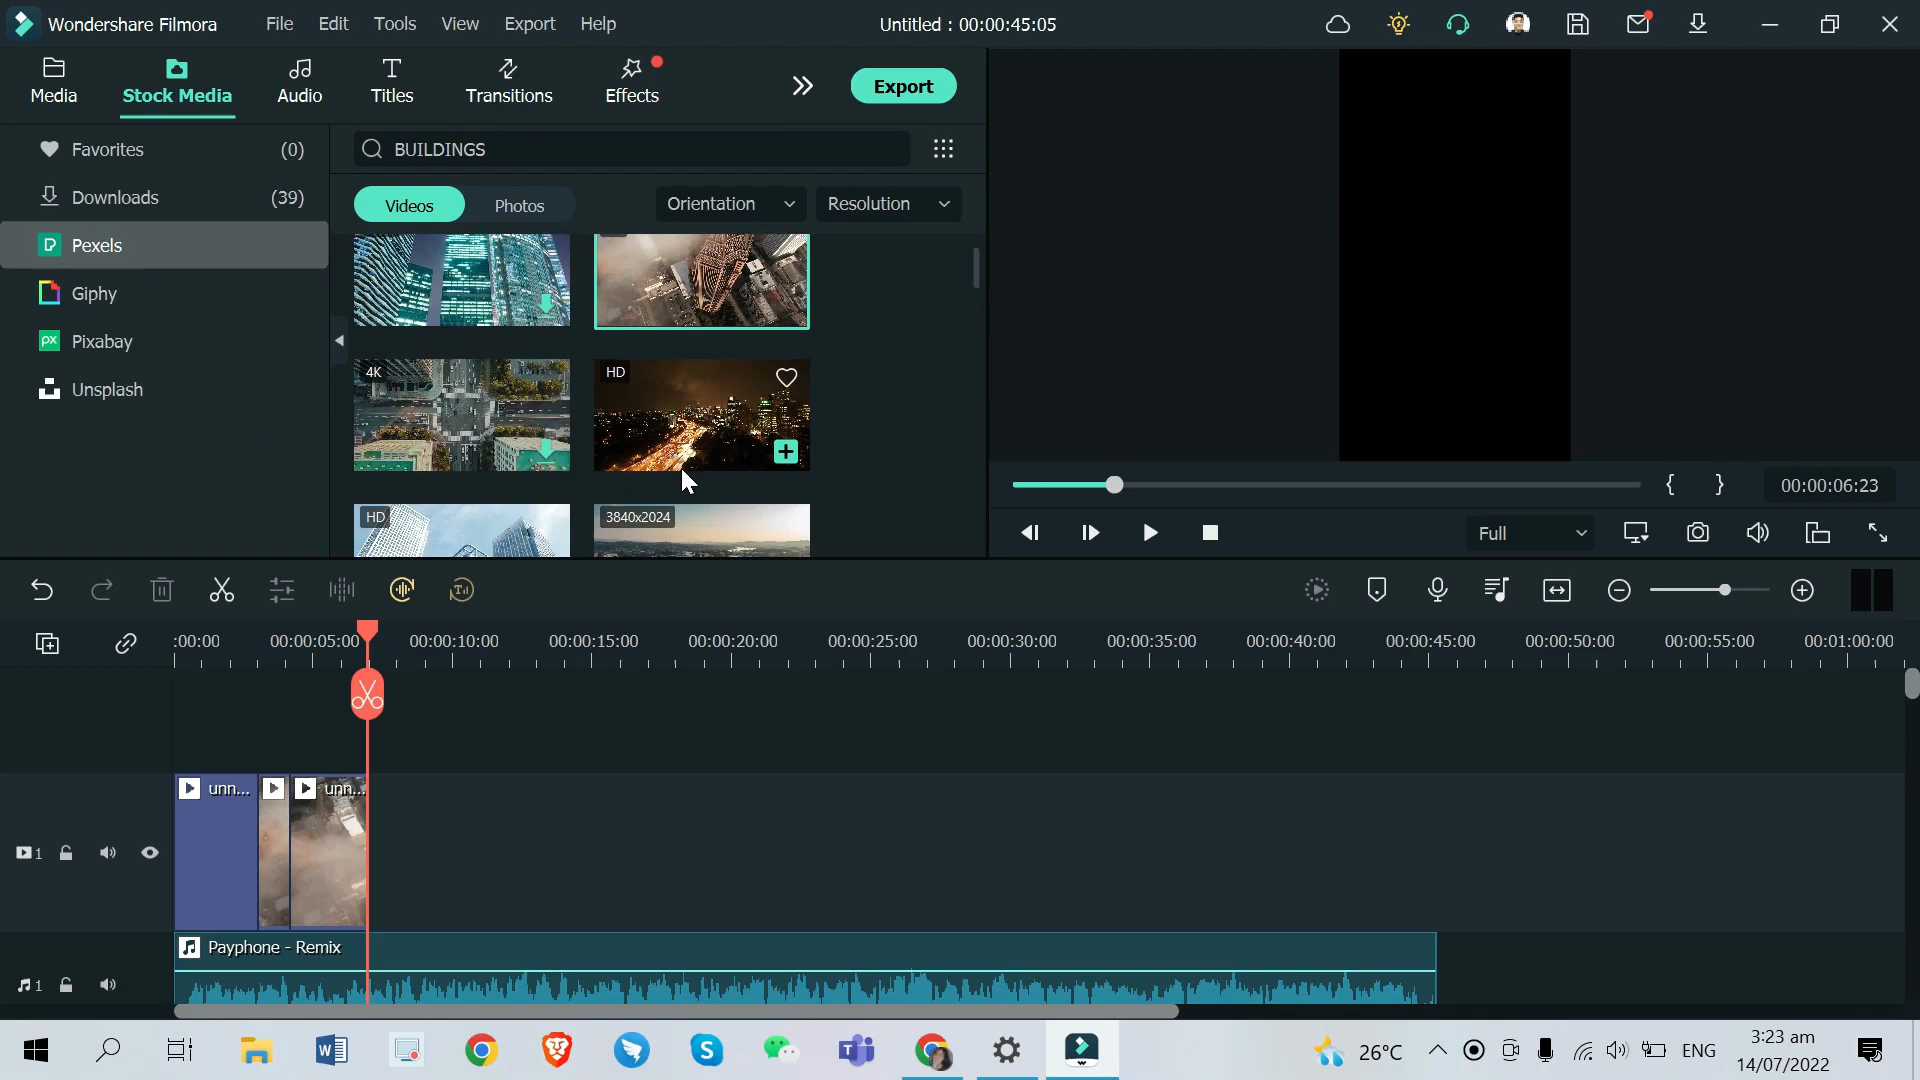 Wondershare Filmora
File Edit Tools View Export Help
Untitled : 00:00:45:05
Media
Stock Media
Audio
Titles
Transitions
Effects
Export
Favorites (0)
Downloads (39)
Pexels
Giphy
Pixabay
Unsplash
BUILDINGS
Videos Photos
Orientation
Resolution
4K
HD
HD
3840x2024
00:00:06:23
Full
:00:00 00:00:05:00 00:00:10:00 00:00:15:00 00:00:20:00 00:00:25:00 00:00:30:00 00:00:35:00 00:00:40:00 00:00:45:00 00:00:50:00 00:00:55:00 00:01:00:00
unn...
unn...
1
Payphone - Remix
1
26°C
ENG
3:23 am
14/07/2022